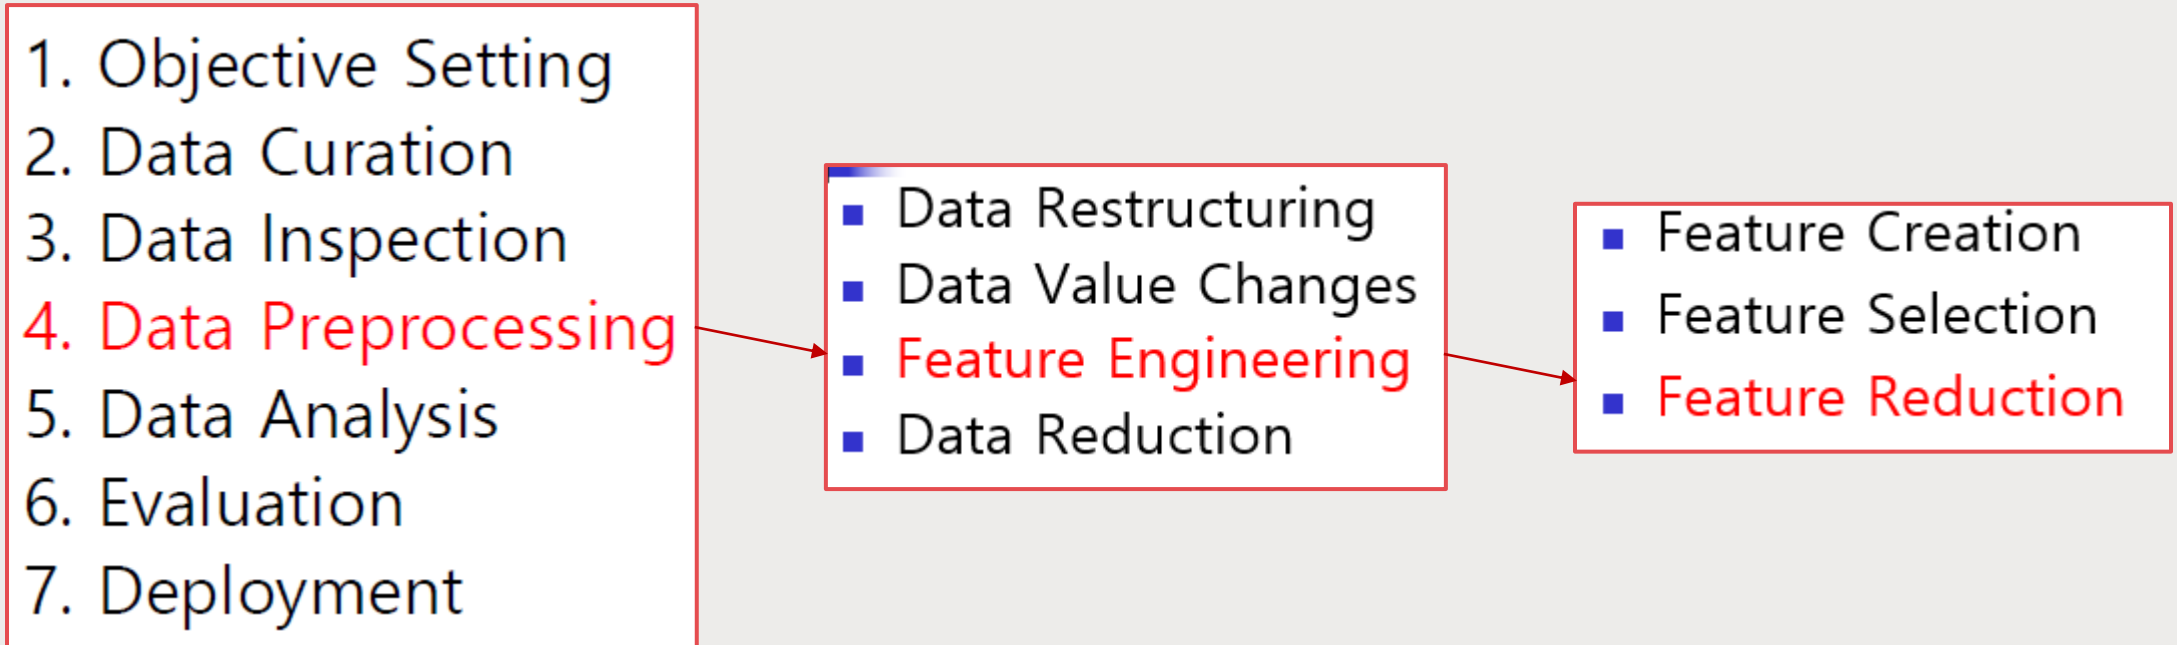 1. Objective Setting
2. Data Curation
3. Data Inspection
4. Data Preprocessing
5. Data Analysis
6. Evaluation
7. Deployment
■ Data Restructuring
■ Data Value Changes
■ Feature Engineering
■ Data Reduction
■ Feature Creation
■ Feature Selection
■ Feature Reduction